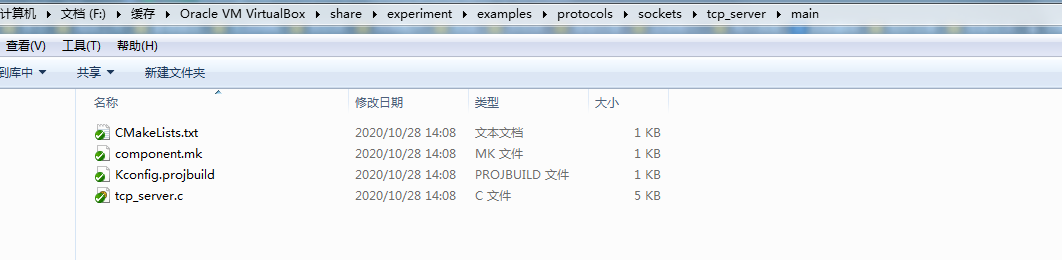 计算机 ▸ 文档 (F:) ▸ 缓存 ▸ Oracle VM VirtualBox ▸ share ▸ experiment ▸ examples ▸ protocols ▸ sockets ▸ tcp_server ▸ main
查看(V) 工具(T) 帮助(H)
到库中 共享 新建文件夹
名称 修改日期 类型 大小
CMakeLists.txt 2020/10/28 14:08 文本文档 1 KB
component.mk 2020/10/28 14:08 MK 文件 1 KB
Kconfig.projbuild 2020/10/28 14:08 PROJBUILD 文件 1 KB
tcp_server.c 2020/10/28 14:08 C 文件 5 KB